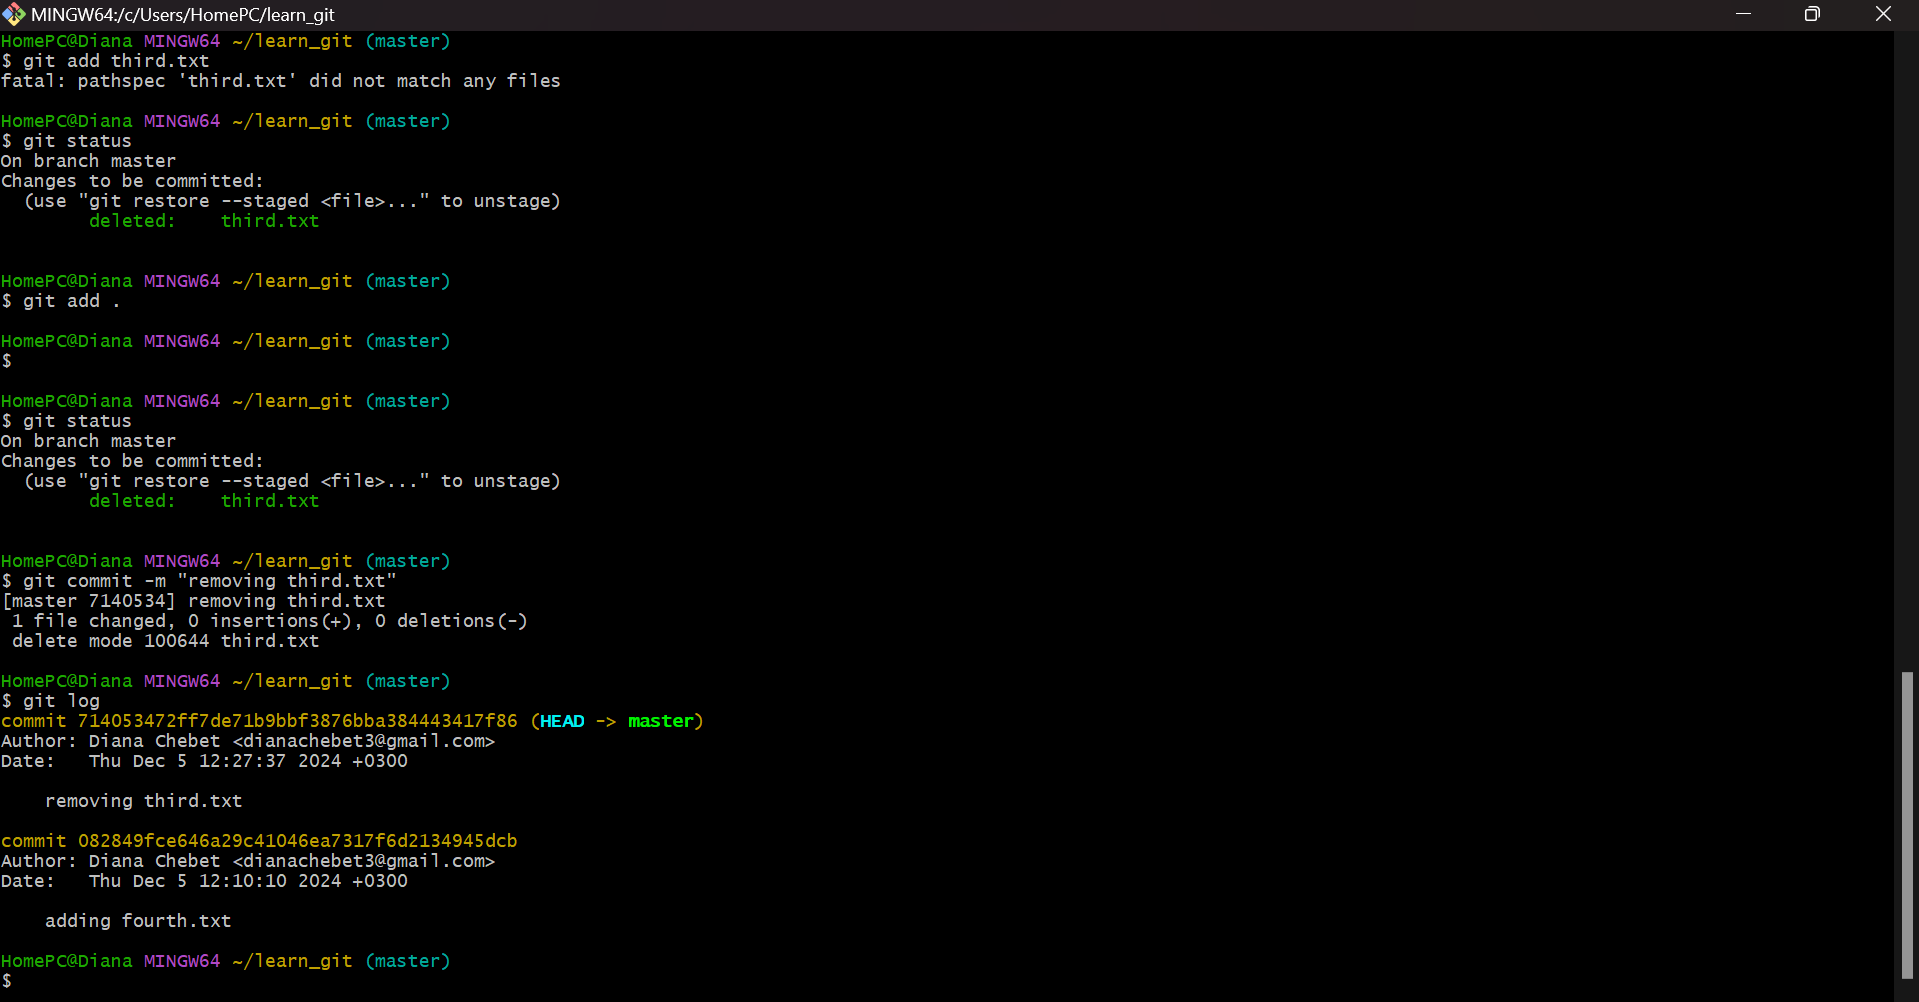 MINGW64:/c/Users/HomePC/learn_git
HomePC@Diana MINGW64 ~/learn_git (master)
$ git add third.txt
fatal: pathspec 'third.txt' did not match any files
HomePC@Diana MINGW64 ~/learn_git (master)
$ git status
On branch master
Changes to be committed:
  (use "git restore --staged <file>..." to unstage)
        deleted:    third.txt
HomePC@Diana MINGW64 ~/learn_git (master)
$ git add .
HomePC@Diana MINGW64 ~/learn_git (master)
$
HomePC@Diana MINGW64 ~/learn_git (master)
$ git status
On branch master
Changes to be committed:
  (use "git restore --staged <file>..." to unstage)
        deleted:    third.txt
HomePC@Diana MINGW64 ~/learn_git (master)
$ git commit -m "removing third.txt"
[master 7140534] removing third.txt
 1 file changed, 0 insertions(+), 0 deletions(-)
 delete mode 100644 third.txt
HomePC@Diana MINGW64 ~/learn_git (master)
$ git log
commit 714053472ff7de71b9bbf3876bba384443417f86 (HEAD -> master)
Author: Diana Chebet <dianachebet3@gmail.com>
Date:   Thu Dec 5 12:27:37 2024 +0300
    removing third.txt
commit 082849fce646a29c41046ea7317f6d2134945dcb
Author: Diana Chebet <dianachebet3@gmail.com>
Date:   Thu Dec 5 12:10:10 2024 +0300
    adding fourth.txt
HomePC@Diana MINGW64 ~/learn_git (master)
$